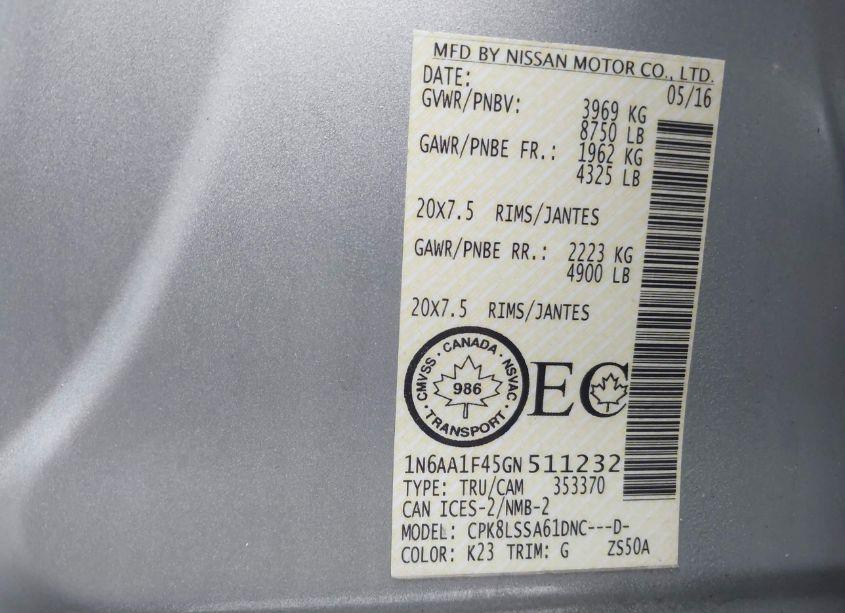 MFD BY NISSAN MOTOR CO., LTD.
DATE: 05/16
GVWR/PNBV: 3969 KG
8750 LB
GAWR/PNBE FR.: 1962 KG
4325 LB
20X7.5 RIMS/JANTES
GAWR/PNBE RR.: 2223 KG
4900 LB
20X7.5 RIMS/JANTES
CMVSS · CANADA · NSVAC · TRANSPORT ·
986
EC
1N6AA1F45GN511232
TYPE: TRU/CAM 353370
CAN ICES-2/NMB-2
MODEL: CPK8LSSA61DNC---D-
COLOR: K23 TRIM: G ZS50A